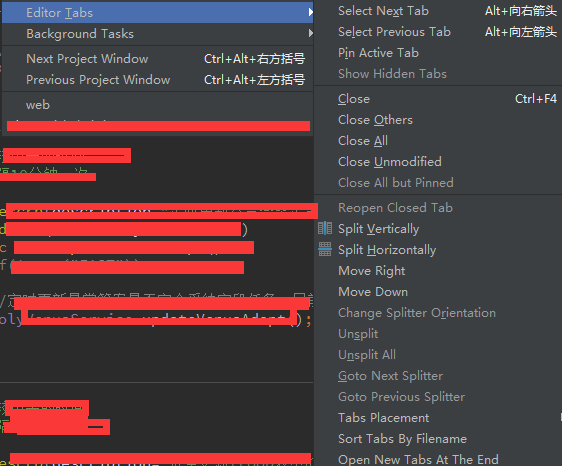 Editor Tabs
Background Tasks
Next Project Window Ctrl+Alt+右方括号
Previous Project Window Ctrl+Alt+左方括号
web
Select Next Tab Alt+向右箭头
Select Previous Tab Alt+向左箭头
Pin Active Tab
Show Hidden Tabs
Close Ctrl+F4
Close Others
Close All
Close Unmodified
Close All but Pinned
Reopen Closed Tab
Split Vertically
Split Horizontally
Move Right
Move Down
Change Splitter Orientation
Unsplit
Unsplit All
Goto Next Splitter
Goto Previous Splitter
Tabs Placement
Sort Tabs By Filename
Open New Tabs At The End